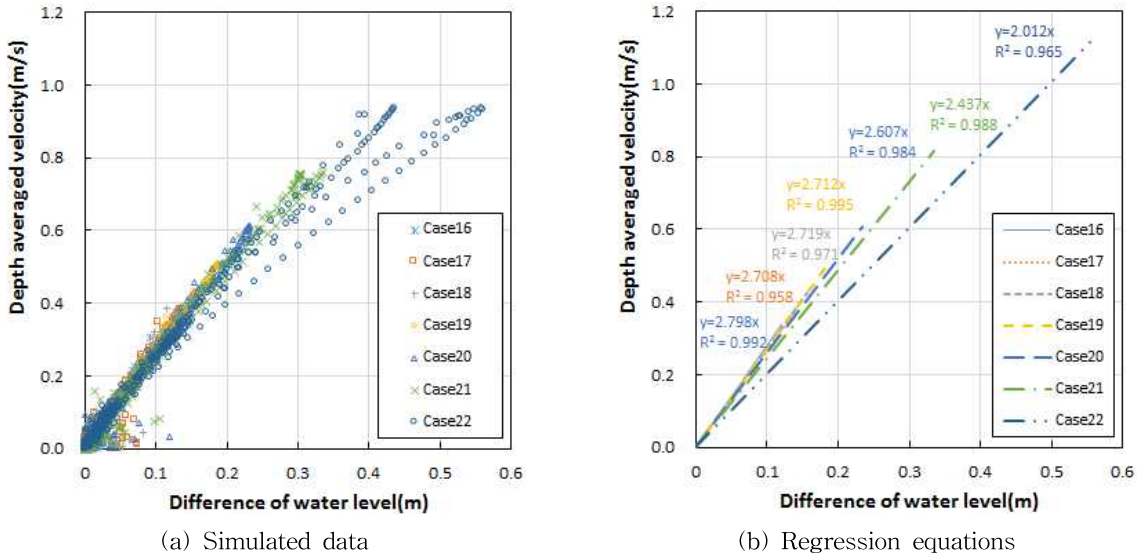 Depth averaged velocity(m/s)
1.2
1.0
0.8
0.6
0.4
0.2
0.0
0
0.1
0.2
0.3
0.4
0.5
0.6
Difference of water level(m)
Case16
Case17
Case18
Case19
Case20
Case21
Case22
(a) Simulated data
Depth averaged velocity(m/s)
1.2
1.0
0.8
0.6
0.4
0.2
0.0
0
0.1
0.2
0.3
0.4
0.5
0.6
Difference of water level(m)
y=2.012x
R² = 0.965
y=2.437x
R² = 0.988
y=2.607x
R² = 0.984
y=2.712x
R² = 0.995
y=2.719x
R² = 0.971
y=2.708x
R² = 0.958
y=2.798x
R² = 0.992
Case16
Case17
Case18
Case19
Case20
Case21
Case22
(b) Regression equations